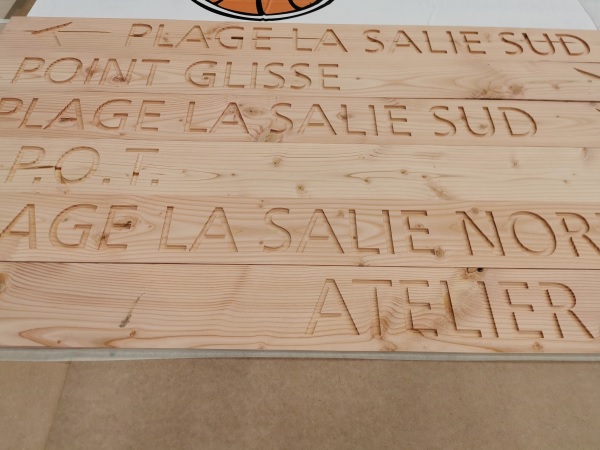 PLAGE LA SALIE SUD
POINT GLISSE
PLAGE LA SALIE SUD
P.O.T.
AGE LA SALIE NOR
ATELIER